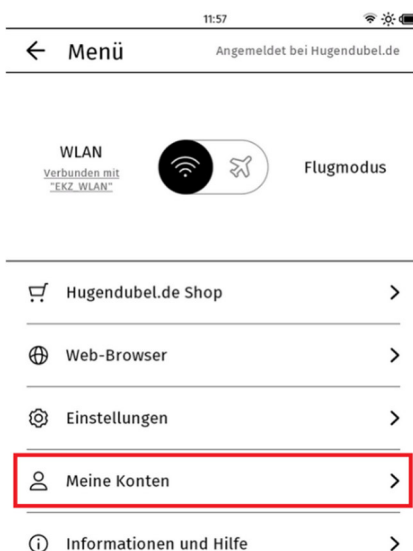 11:57
Menü
Angemeldet bei Hugendubel.de
WLAN
Verbunden mit
"EKZ_WLAN"
Flugmodus
Hugendubel.de Shop
Web-Browser
Einstellungen
Meine Konten
Informationen und Hilfe